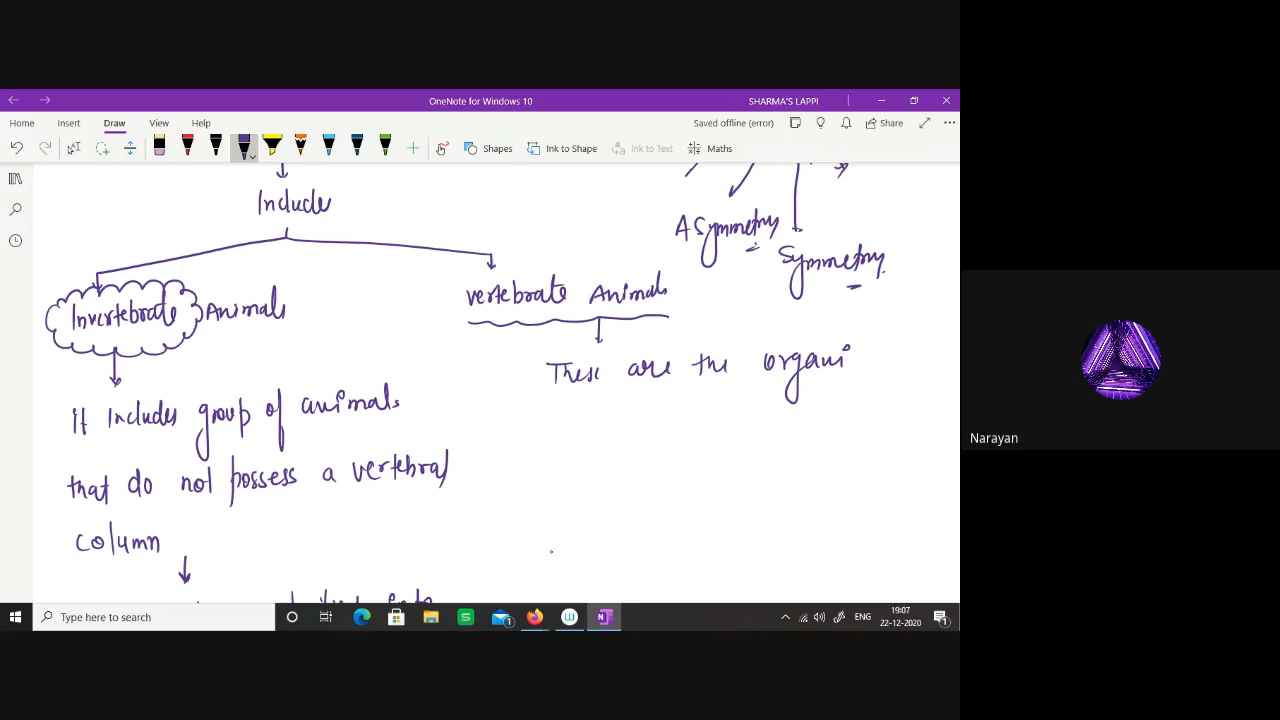 OneNote for Windows 10
SHARMA'S LAPPI
Home Insert Draw View Help
Saved offline (error)
Share
Shapes
Ink to Shape
Ink to Text
Maths
Include
A Symmetry
Symmetry
Invertebrate Animals
vertebrate Animals
These are the organi
It includes group of animals
that do not possess a vertebral
column
Narayan
Type here to search
ENG
19:07
22-12-2020